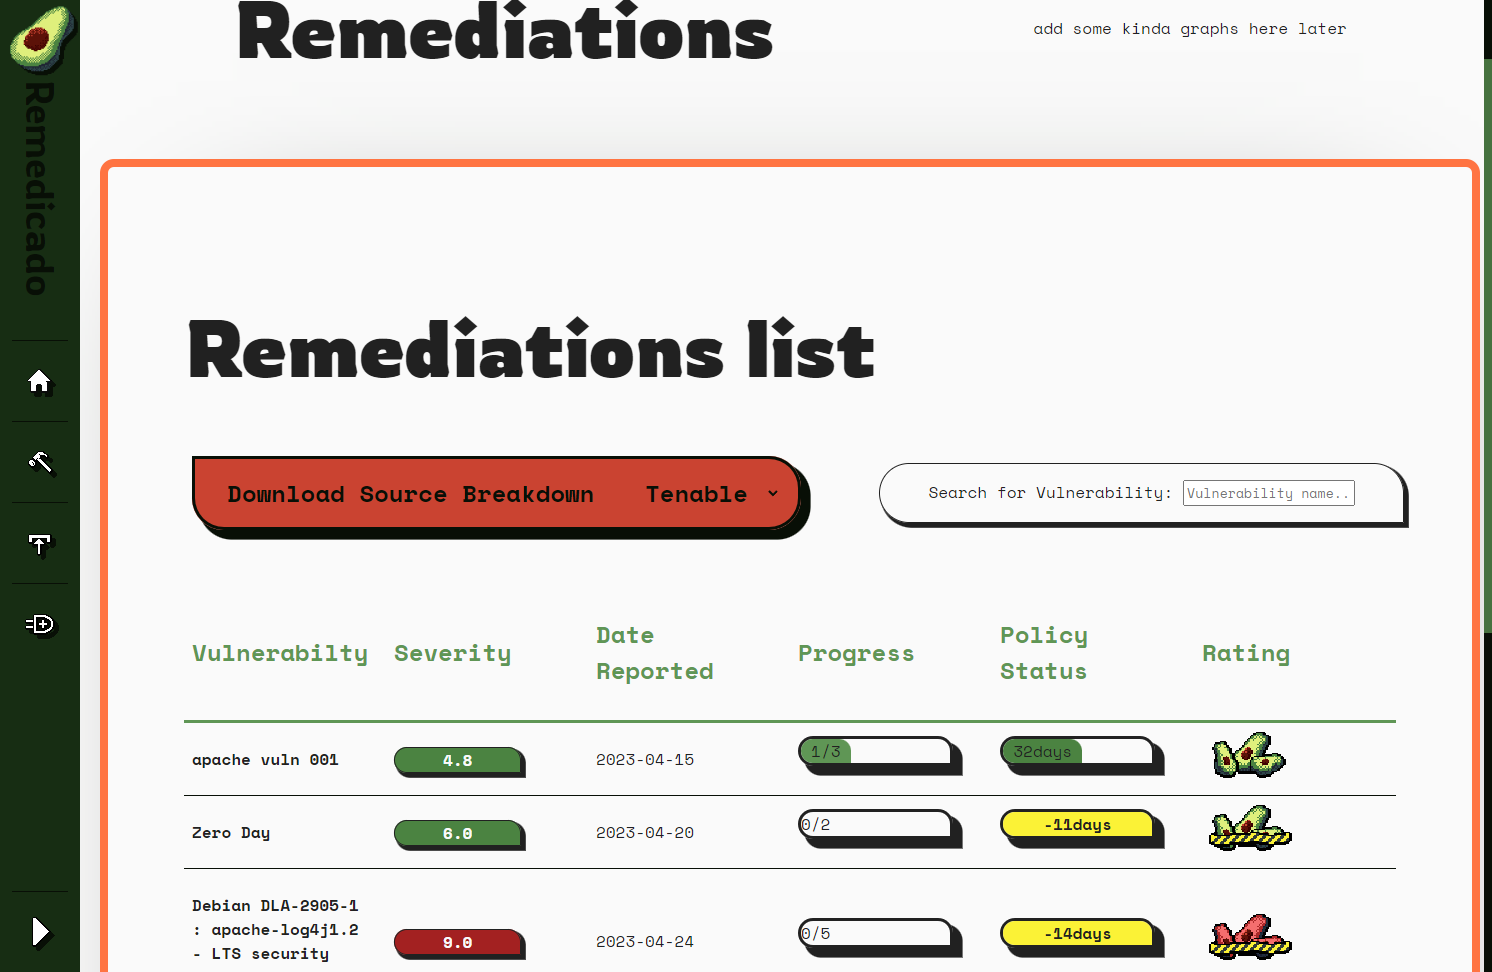 Remedicado
Remediations
add some kinda graphs here later
Remediations list
Download Source Breakdown Tenable
Search for Vulnerability: Vulnerability name..
Vulnerabilty Severity Date Reported Progress Policy Status Rating
apache vuln 001 4.8 2023-04-15 1/3 32days
Zero Day 6.0 2023-04-20 0/2 -11days
Debian DLA-2905-1
: apache-log4j1.2
- LTS security
9.0 2023-04-24 0/5 -14days